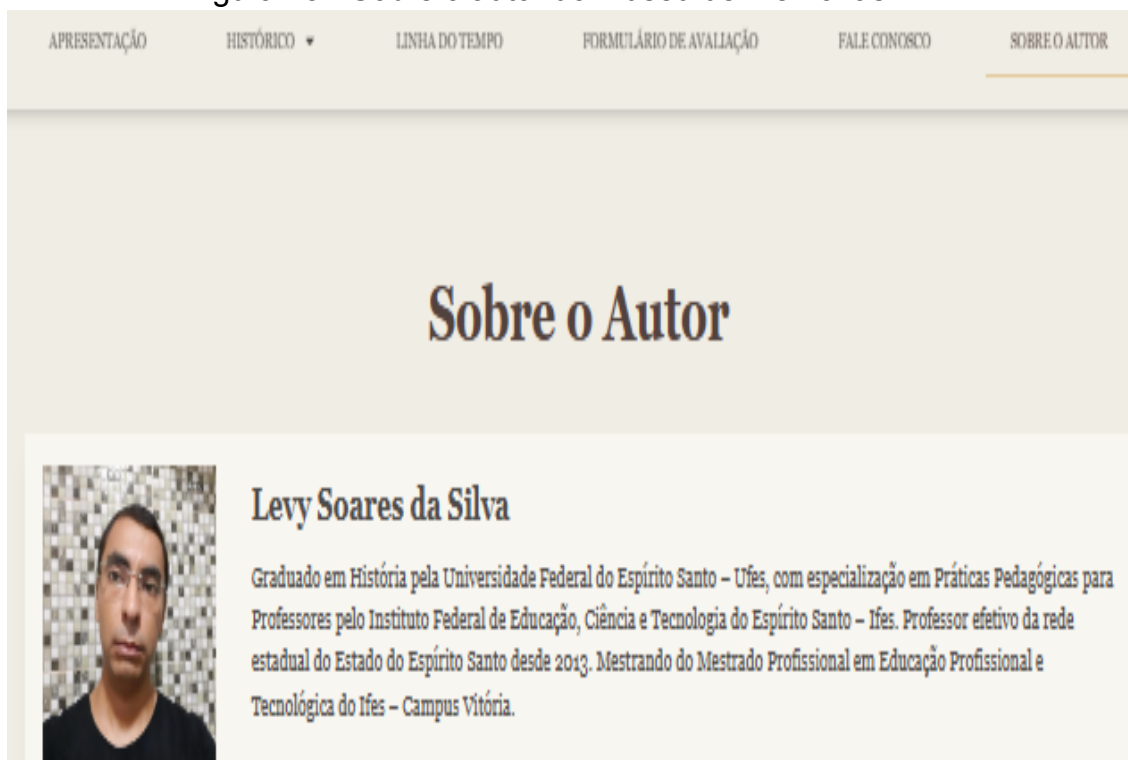 APRESENTAÇÃO HISTÓRICO LINHA DO TEMPO FORMULÁRIO DE AVALIAÇÃO FALE CONOSCO SOBRE O AUTOR
Sobre o Autor
Levy Soares da Silva
Graduado em História pela Universidade Federal do Espírito Santo – Ufes, com especialização em Práticas Pedagógicas para
Professores pelo Instituto Federal de Educação, Ciência e Tecnologia do Espírito Santo – Ifes. Professor efetivo da rede
estadual do Estado do Espírito Santo desde 2013. Mestrando do Mestrado Profissional em Educação Profissional e
Tecnológica do Ifes – Campus Vitória.